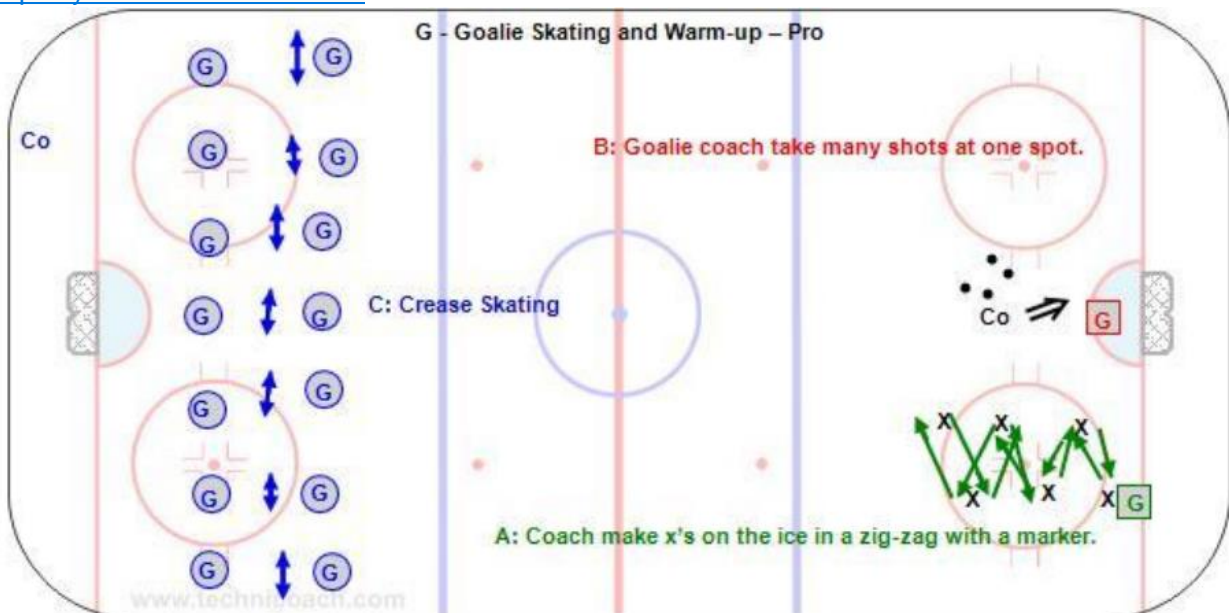 G - Goalie Skating and Warm-up – Pro
G
G
Co
G
G
B: Goalie coach take many shots at one spot.
G
G
G
G
C: Crease Skating
Co
G
G
G
X
X
X
X
X
X
G
G
G
A: Coach make x's on the ice in a zig-zag with a marker.
G
G
www.technicoach.com